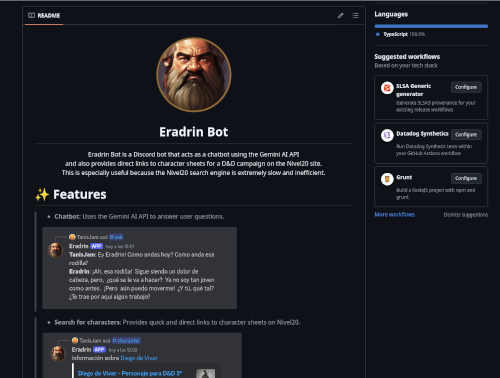 README
Eradrin Bot
Eradrin Bot is a Discord bot that acts as a chatbot using the Gemini AI API
and also provides direct links to character sheets for a D&D campaign on the Nivel20 site.
This is especially because the Nivel20 search engine is extremely slow and inefficient.
✨ Features
• Chatbot: Uses the Gemini AI API to answer user questions.
TanisJam usó ask
Eradrin APP hoy a las 12:01
TanisJam: Ey Eradrin! Como andas hoy? Como anda esa
rodilla?
Eradrin: ¡Ah, esa rodilla! Sigue siendo un dolor de
cabeza, pero, ¿qué se le va a hacer? Ya no soy tan joven
como antes. ¡Pero aún puedo moverme! ¿Y tú, qué tal?
¿Te trae por aquí algún trabajo?
• Search for characters: Provides quick and direct links to character sheets on Nivel20.
TanisJam usó character
Eradrin APP hoy a las 12:02
Información sobre Diego de Vivar
Diego de Vivar - Personaje para D&D 5ª
Languages
TypeScript 100.0%
Suggested workflows
Based on your tech stack
SLSA Generic
generator
Configure
Generate SLSA3 provenance for your
existing release workflows
Datadog Synthetics
Configure
Run Datadog Synthetic tests within
your GitHub Actions workflow
Grunt
Configure
Build a NodeJS project with npm and
grunt.
More workflows
Dismiss suggestions